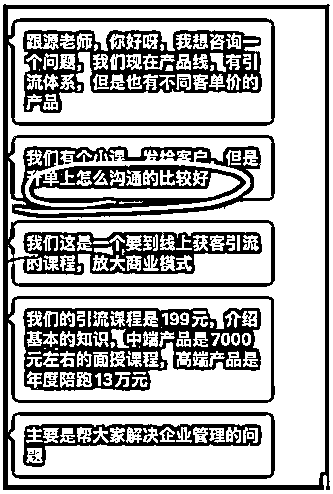 跟源老师，你好呀，我想咨询一
个问题，我们现在产品线，有引
流体系，但是也有不同客单价的
产品
我们有个小课，发给客户，但是
升单上怎么沟通的比较好
我们这是一个要到线上获客引流
的课程，放大商业模式
我们的引流课程是199元，介绍
基本的知识，中端产品是7000
元左右的面授课程，高端产品是
年度陪跑13万元
主要是帮大家解决企业管理的问
题